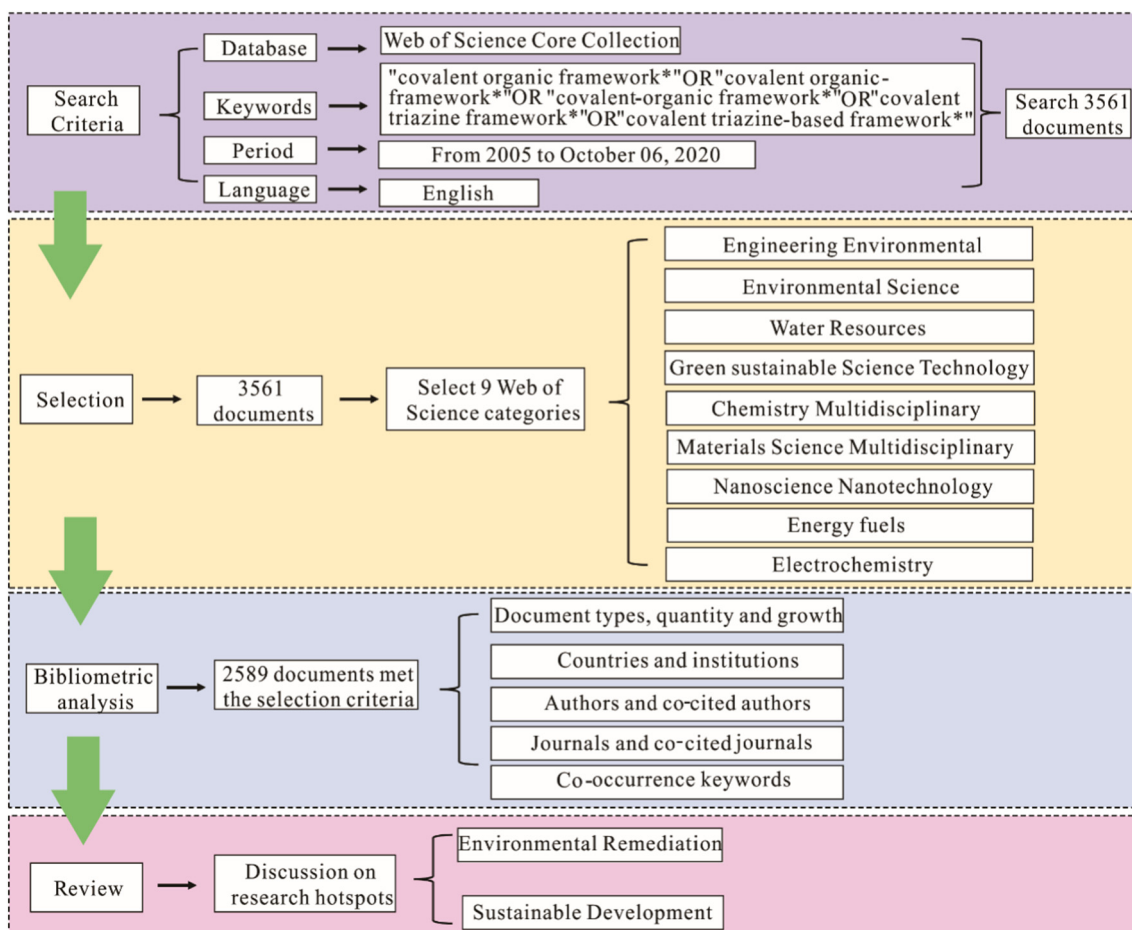 Search
Criteria
Database
Web of Science Core Collection
Keywords
"covalent organic framework*"OR"covalent organic-
framework*"OR "covalent-organic framework*"OR"covalent
triazine framework*"OR"covalent triazine-based framework*"
Period
From 2005 to October 06, 2020
Language
English
Search 3561
documents
Selection
3561
documents
Select 9 Web of
Science categories
Engineering Environmental
Environmental Science
Water Resources
Green sustainable Science Technology
Chemistry Multidisciplinary
Materials Science Multidisciplinary
Nanoscience Nanotechnology
Energy fuels
Electrochemistry
Bibliometric
analysis
2589 documents met
the selection criteria
Document types, quantity and growth
Countries and institutions
Authors and co-cited authors
Journals and co-cited journals
Co-occurrence keywords
Review
Discussion on
research hotspots
Environmental Remediation
Sustainable Development